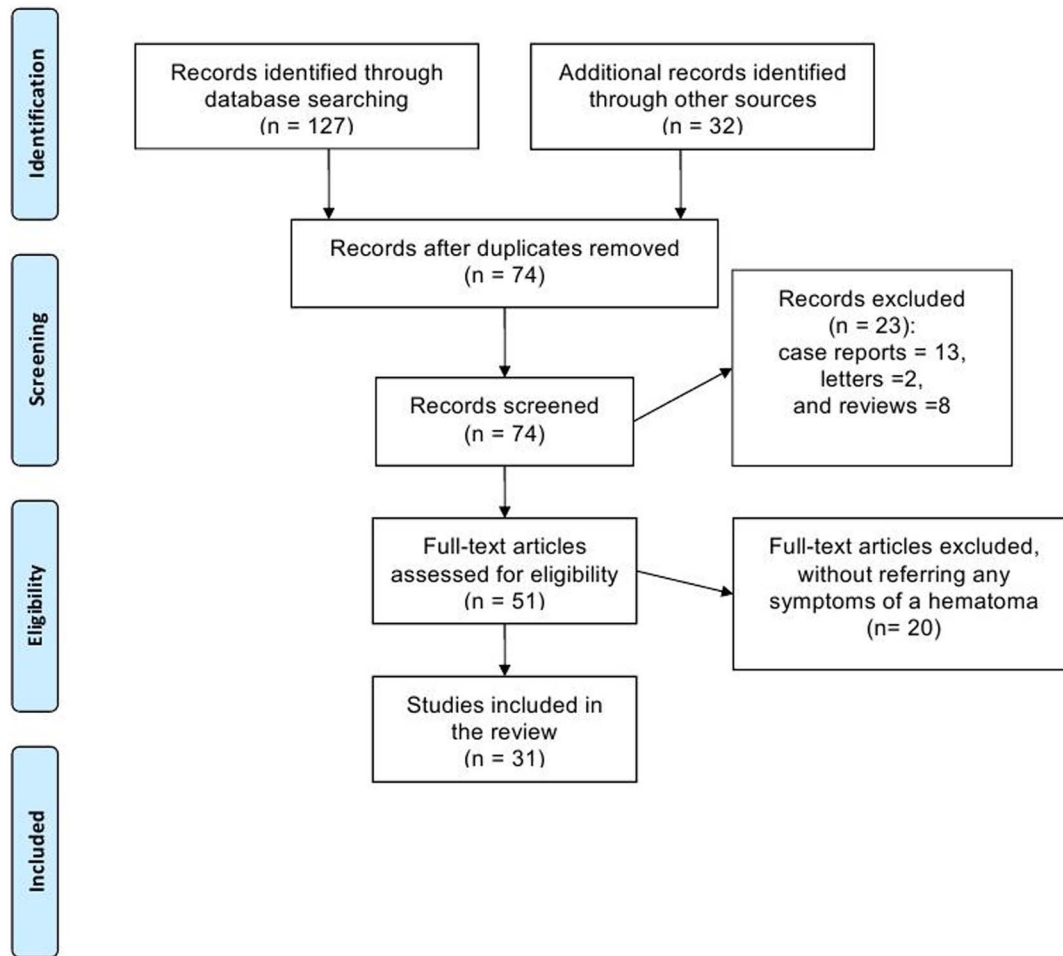 Identification
Records identified through
database searching
(n = 127)
Additional records identified
through other sources
(n = 32)
Records after duplicates removed
(n = 74)
Screening
Records screened
(n = 74)
Records excluded
(n = 23):
case reports = 13,
letters =2,
and reviews =8
Eligibility
Full-text articles
assessed for eligibility
(n = 51)
Full-text articles excluded,
without referring any
symptoms of a hematoma
(n= 20)
Studies included in
the review
(n = 31)
Included